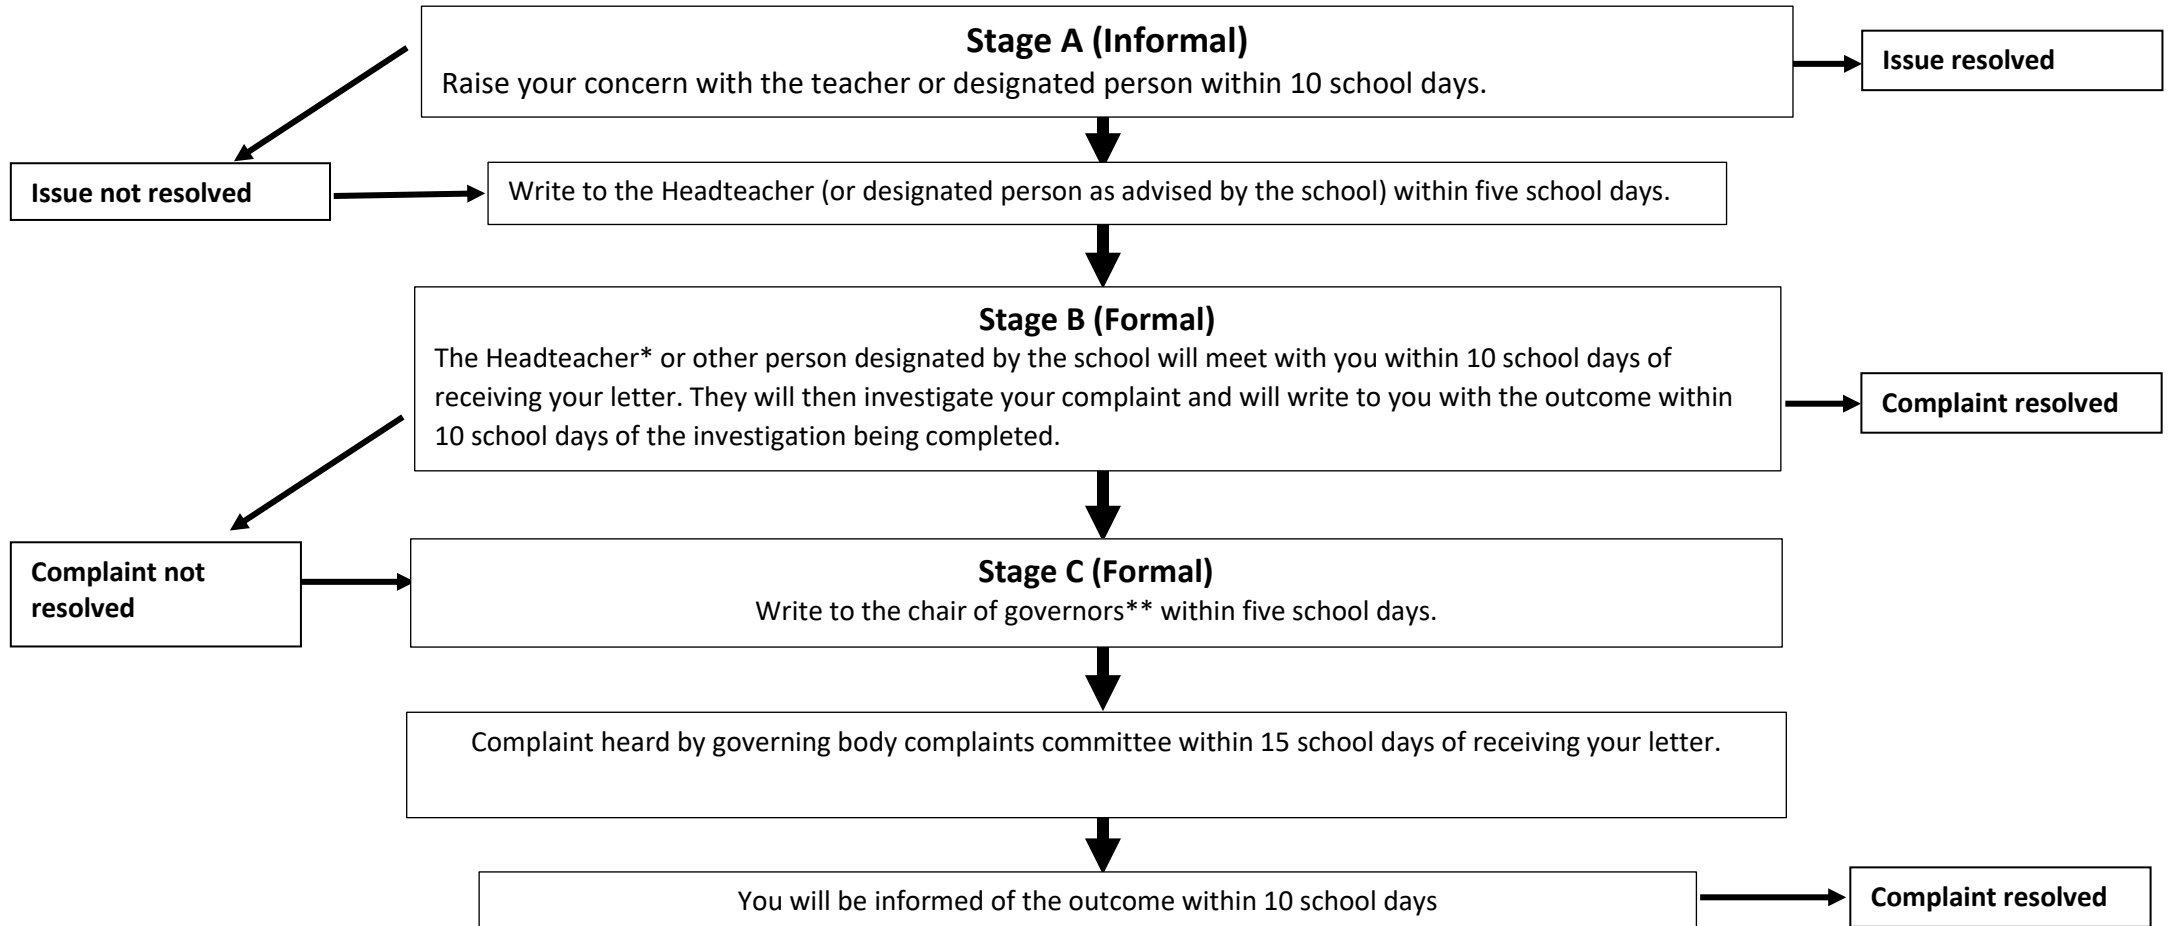 Stage A (Informal)
Raise your concern with the teacher or designated person within 10 school days.
Issue resolved
Issue not resolved
Write to the Headteacher (or designated person as advised by the school) within five school days.
Stage B (Formal)
The Headteacher* or other person designated by the school will meet with you within 10 school days of
receiving your letter. They will then investigate your complaint and will write to you with the outcome within
10 school days of the investigation being completed.
Complaint resolved
Complaint not
resolved
Stage C (Formal)
Write to the chair of governors** within five school days.
Complaint heard by governing body complaints committee within 15 school days of receiving your letter.
You will be informed of the outcome within 10 school days
Complaint resolved